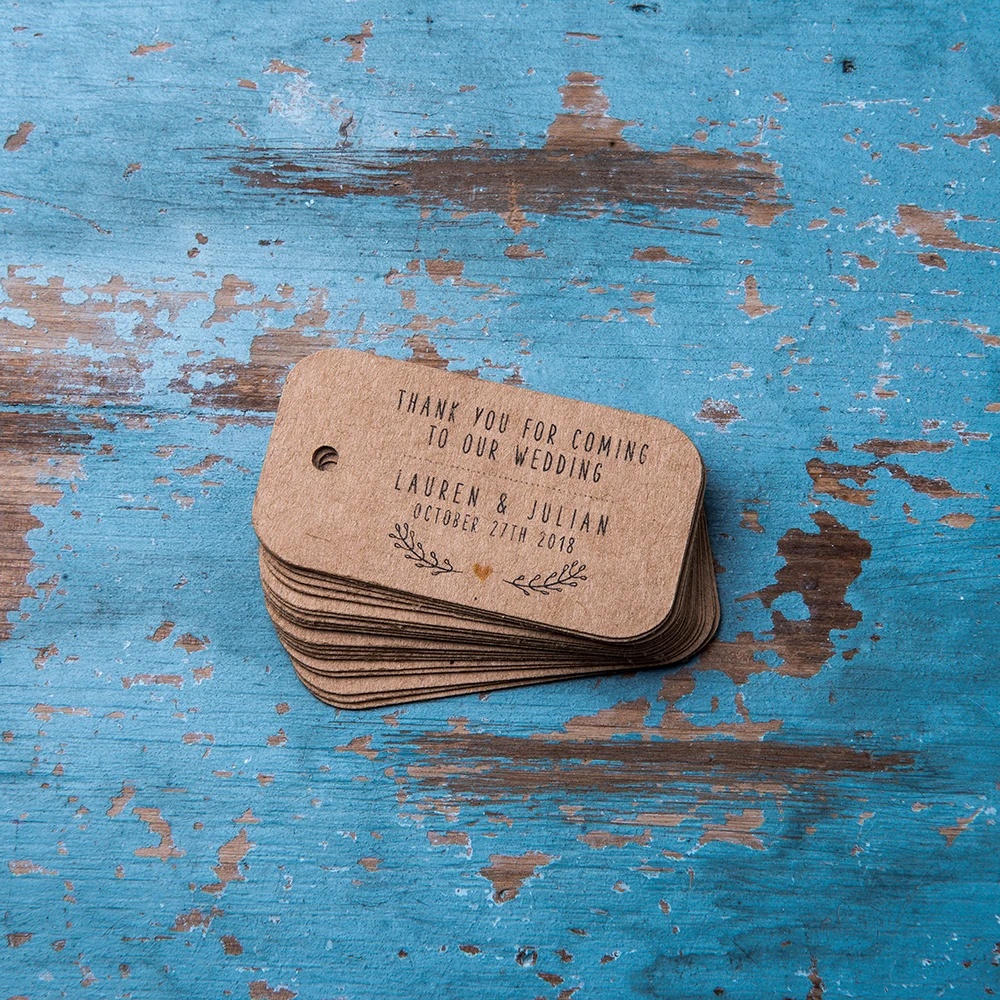 THANK YOU FOR COMING
TO OUR WEDDING
LAUREN & JULIAN
OCTOBER 27TH 2018